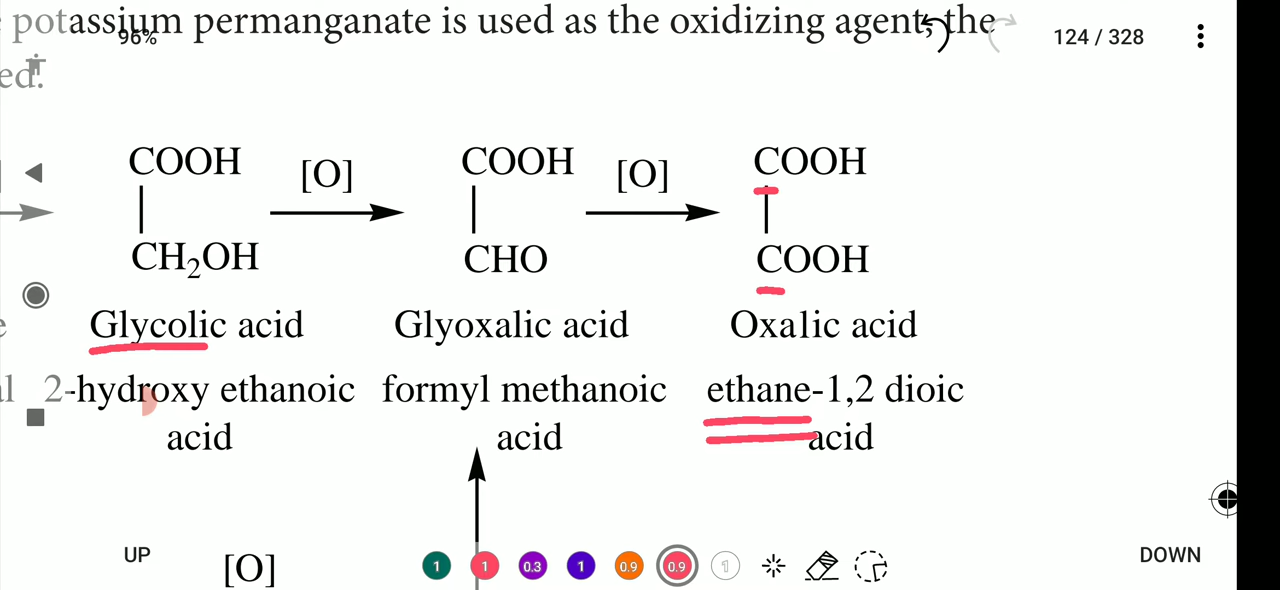 potassium permanganate is used as the oxidizing agent, the
96%
124 / 328
ed.
COOH [O] COOH [O] COOH
CH₂OH CHO COOH
Glycolic acid Glyoxalic acid Oxalic acid
al 2-hydroxy ethanoic formyl methanoic ethane-1,2 dioic
acid acid acid
UP [O] 1 1 0.3 1 0.9 0.9 1 DOWN